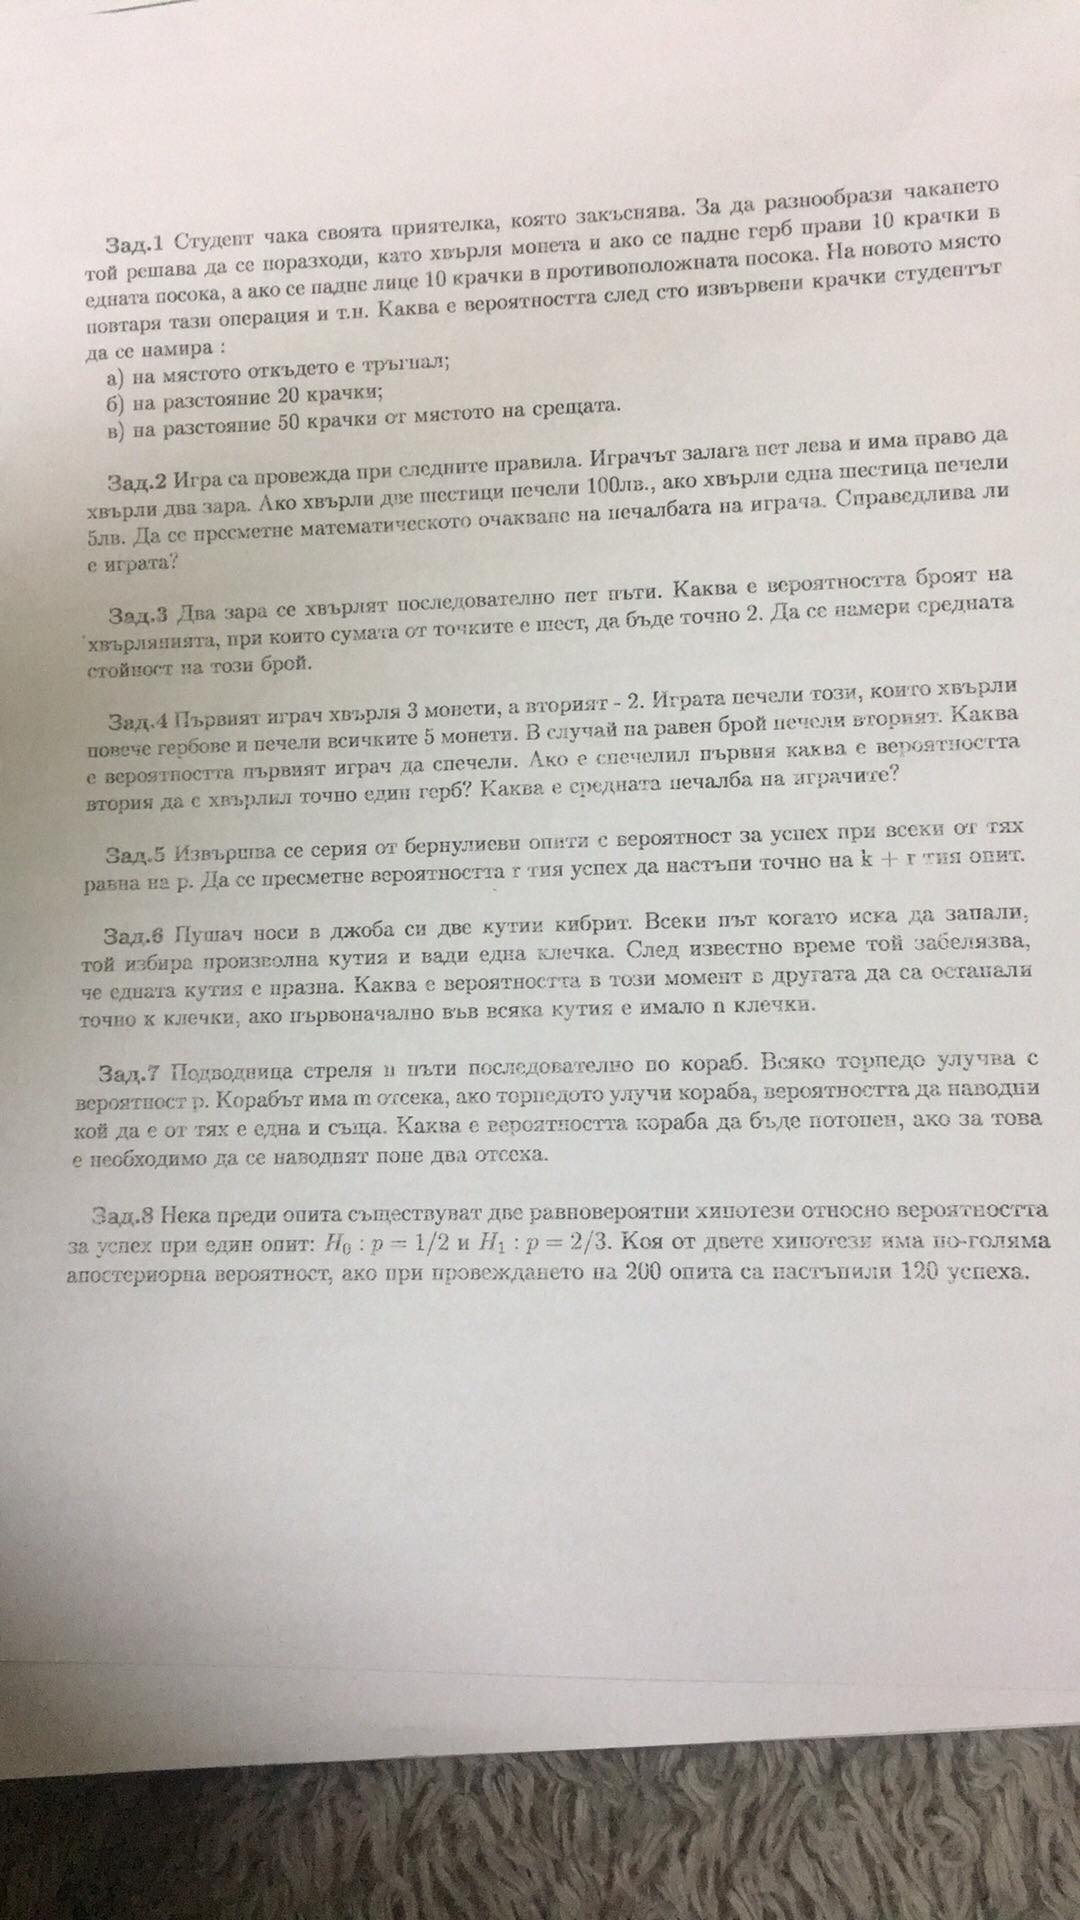 Зад.1 Студент чака своята приятелка, която закъснява. За да разнообрази чакането
той решава да се поразходи, като хвърля монета и ако се падне герб прави 10 крачки в
едната посока, а ако се падне лице 10 крачки в противоположната посока. На новото място
повтаря тази операция и т.н. Каква е вероятността след сто извървени крачки студентът
да се намира :
а) на мястото откъдето е тръгнал;
б) на разстояние 20 крачки;
в) на разстояние 50 крачки от мястото на срещата.
Зад.2 Игра са провежда при следните правила. Играчът залага пет лева и има право да
хвърли два зара. Ако хвърли две шестици печели 100лв., ако хвърли една шестица печели
5лв. Да се пресметне математическото очакване на печалбата на играча. Справедлива ли
е играта?
Зад.3 Два зара се хвърлят последователно пет пъти. Каква е вероятността броят на
хвърлянията, при които сумата от точките е шест, да бъде точно 2. Да се намери средната
стойност на този брой.
Зад.4 Първият играч хвърля 3 монети, а вторият - 2. Играта печели този, които хвърли
повече гербове и печели всичките 5 монети. В случай на равен брой печели вторият. Каква
е вероятността първият играч да спечели. Ако е спечелил първия каква е вероятността
втория да е хвърлил точно един герб? Каква е средната печалба на играчите?
Зад.5 Извършва се серия от бернулиеви опити с вероятност за успех при всеки от тях
равна на p. Да се пресметне вероятността r тия успех да настъпи точно на k + r тия опит.
Зад.6 Пушач носи в джоба си две кутии кибрит. Всеки път когато иска да запали,
той избира произволна кутия и вади една клечка. След известно време той забелязва,
че едната кутия е празна. Каква е вероятността в този момент в другата да са останали
точно к клечки, ако първоначално във всяка кутия е имало n клечки.
Зад.7 Подводница стреля n пъти последователно по кораб. Всяко торпедо улучва с
вероятност p. Корабът има m отсека, ако торпедото улучи кораба, вероятността да наводни
кой да е от тях е една и съща. Каква е вероятността кораба да бъде потопен, ако за това
е необходимо да се наводнят поне два отсека.
Зад.8 Нека преди опита съществуват две равновероятни хипотези относно вероятността
за успех при един опит: H₀ : p = 1/2 и H₁ : p = 2/3. Коя от двете хипотези има по-голяма
апостериорна вероятност, ако при провеждането на 200 опита са настъпили 120 успеха.